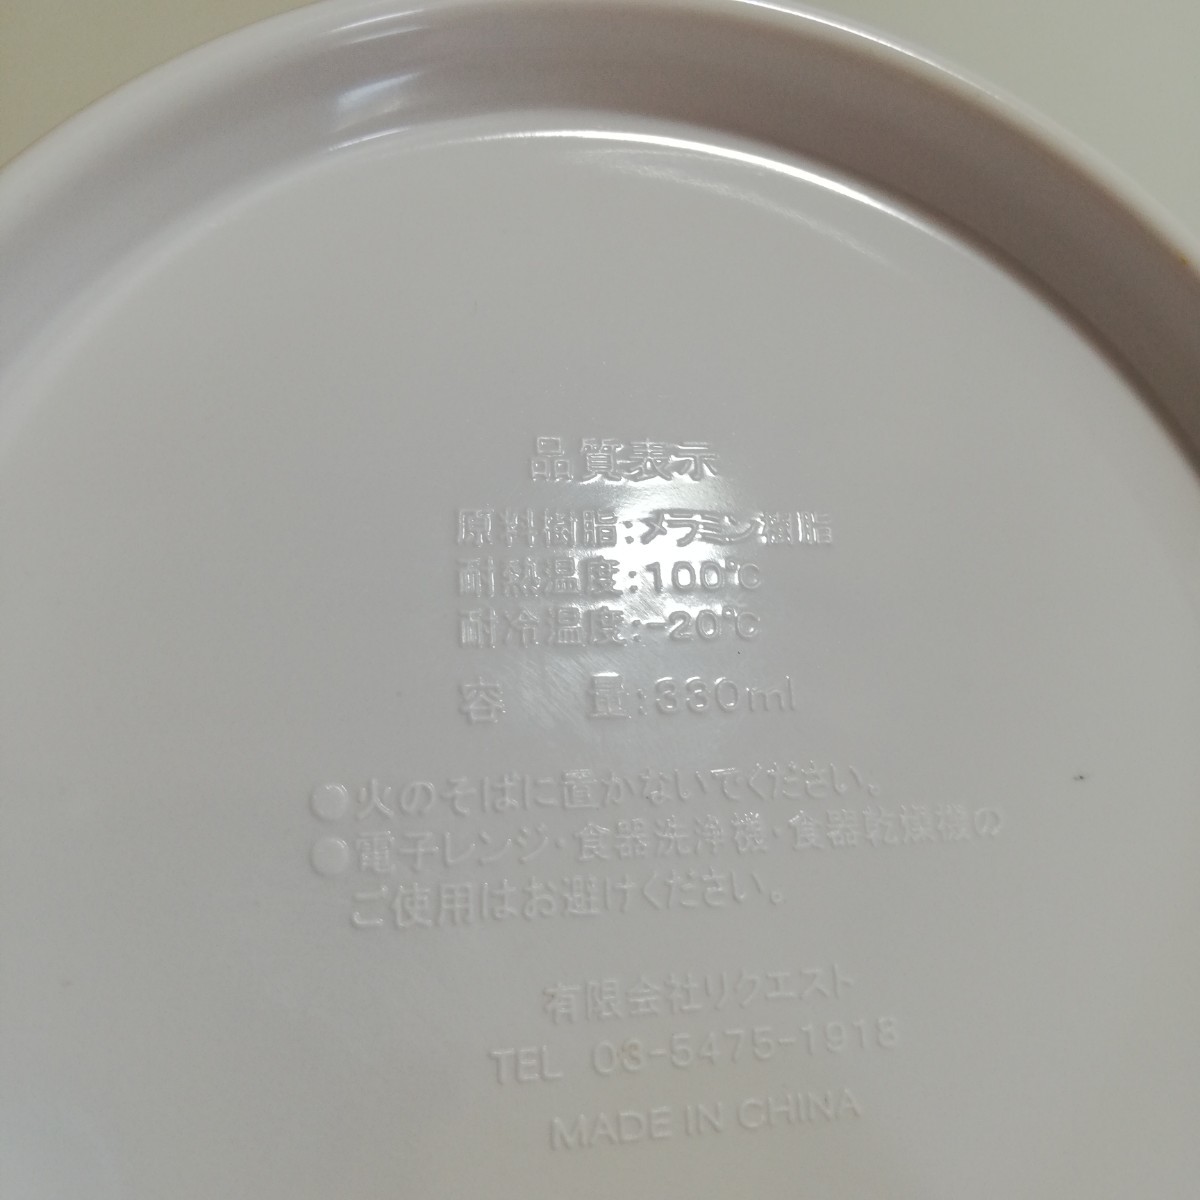 品質表示
原料樹脂:メラミン樹脂
耐熱温度:100℃
耐冷温度:-20℃
容 量:330ml
●火のそばに置かないでください。
●電子レンジ・食器洗浄機・食器乾燥機の
ご使用はお避けください。
有限会社リクエスト
TEL 03-5475-1918
MADE IN CHINA